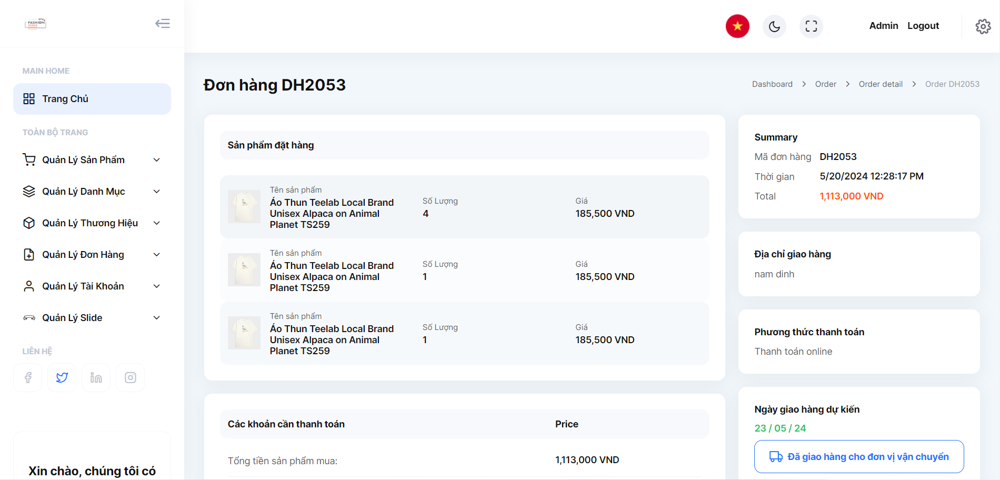 FASHION
STORE
Admin Logout
MAIN HOME
Trang Chủ
TOÀN BỘ TRANG
Quản Lý Sản Phẩm
Quản Lý Danh Mục
Quản Lý Thương Hiệu
Quản Lý Đơn Hàng
Quản Lý Tài Khoản
Quản Lý Slide
LIÊN HỆ
Xin chào, chúng tôi có
Đơn hàng DH2053
Dashboard > Order > Order detail > Order DH2053
Sản phẩm đặt hàng
Tên sản phẩm
Áo Thun Teelab Local Brand
Unisex Alpaca on Animal
Planet TS259
Số Lượng
4
Giá
185,500 VND
Tên sản phẩm
Áo Thun Teelab Local Brand
Unisex Alpaca on Animal
Planet TS259
Số Lượng
1
Giá
185,500 VND
Tên sản phẩm
Áo Thun Teelab Local Brand
Unisex Alpaca on Animal
Planet TS259
Số Lượng
1
Giá
185,500 VND
Các khoản cần thanh toán Price
Tổng tiền sản phẩm mua: 1,113,000 VND
Summary
Mã đơn hàng DH2053
Thời gian 5/20/2024 12:28:17 PM
Total 1,113,000 VND
Địa chỉ giao hàng
nam dinh
Phương thức thanh toán
Thanh toán online
Ngày giao hàng dự kiến
23 / 05 / 24
Đã giao hàng cho đơn vị vận chuyển